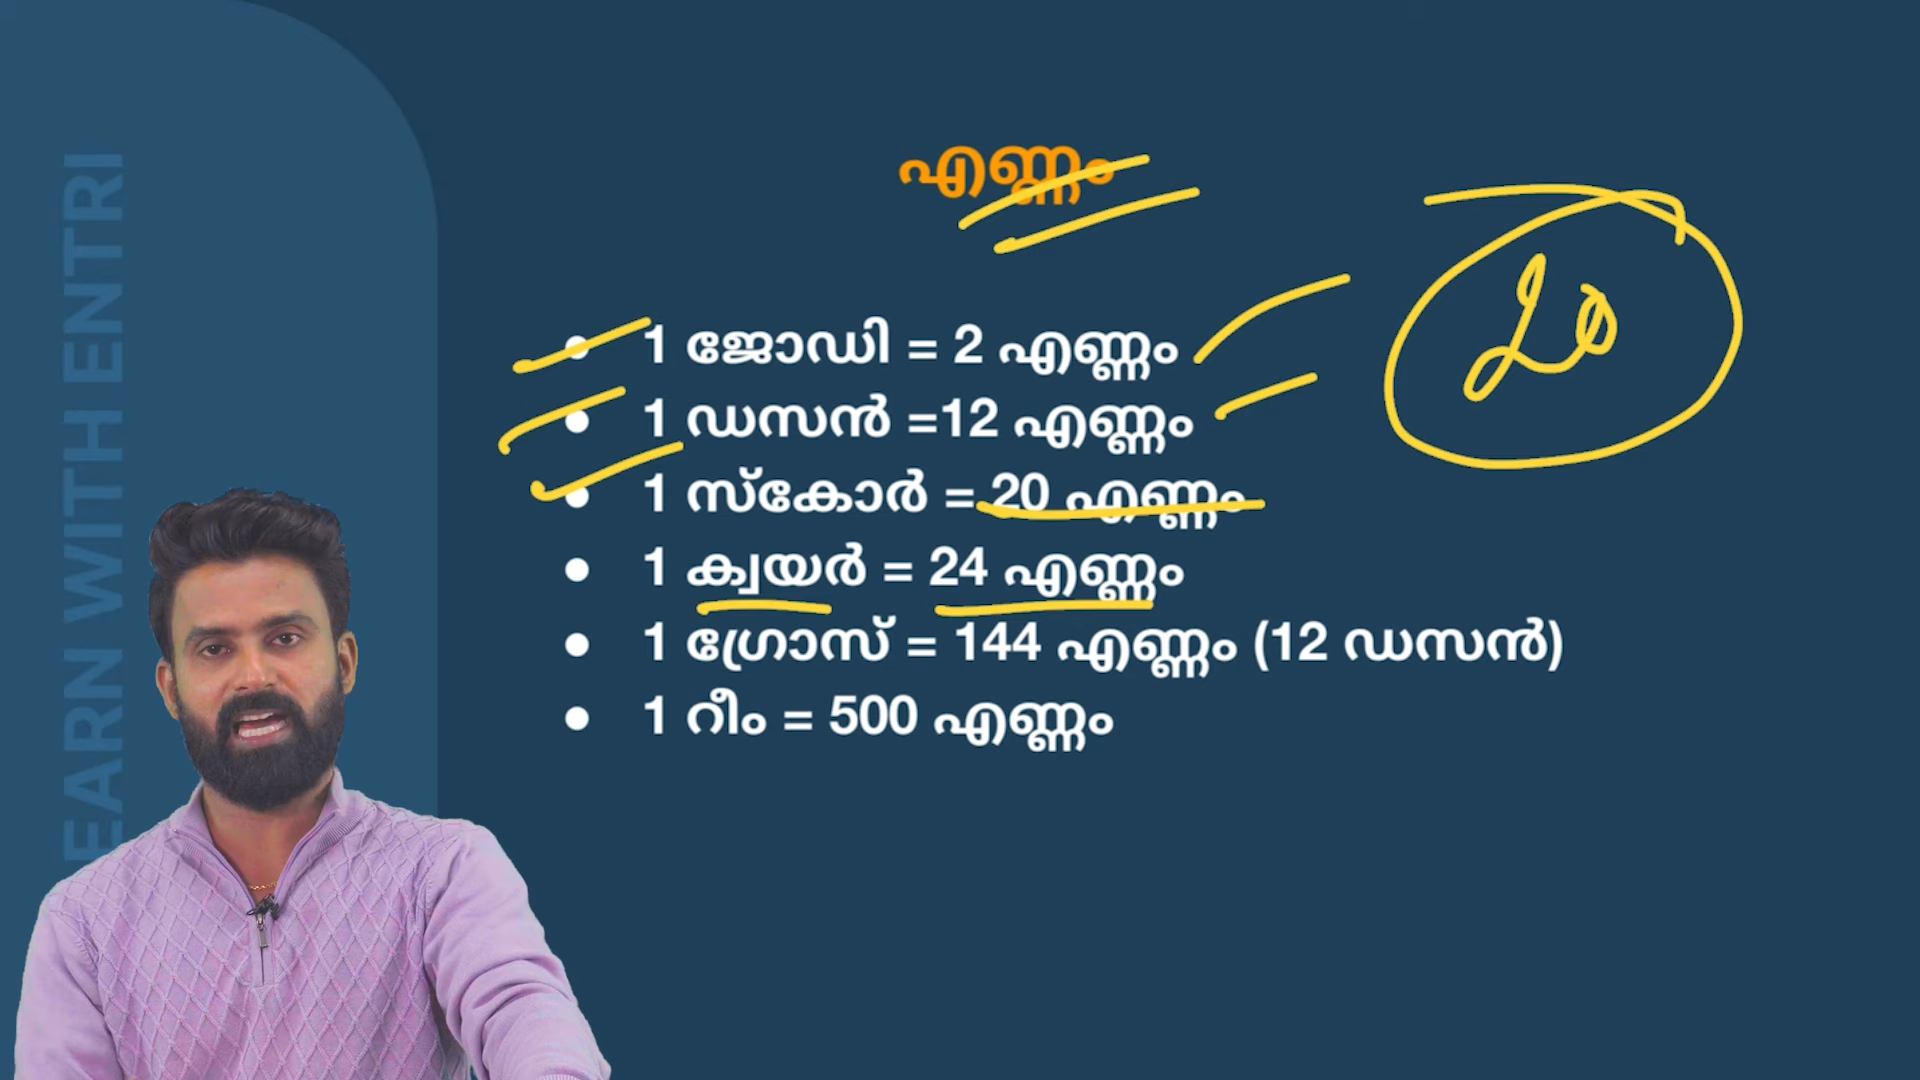 എണ്ണം
20
● 1 ജോഡി = 2 എണ്ണം
● 1 ഡസൻ =12 എണ്ണം
● 1 സ്കോർ = 20 എണ്ണം
● 1 ക്വയർ = 24 എണ്ണം
● 1 ഗ്രോസ് = 144 എണ്ണം (12 ഡസൻ)
● 1 റീം = 500 എണ്ണം
EARN WITH ENTRI